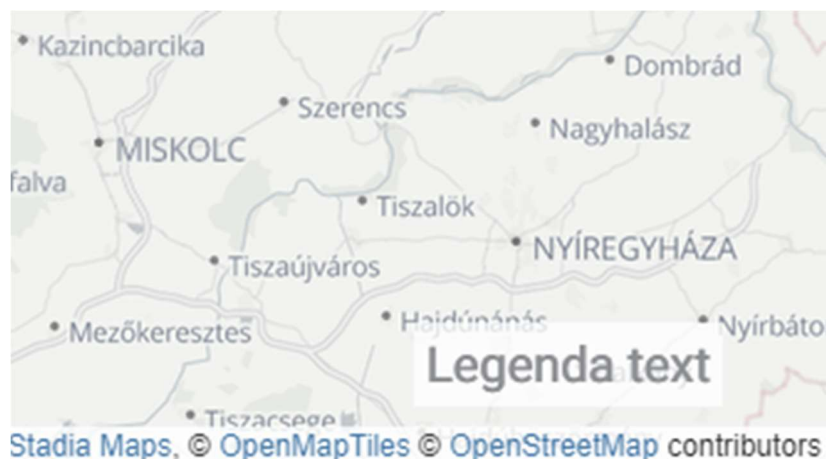 Kazincbarcika
Dombrád
Szerencs
Nagyhalász
MISKOLC
falva
Tiszalök
NYÍREGYHÁZA
Tiszaújváros
Hajdúnánás
Nyírbáto
Mezőkeresztes
Legenda text
Tiszacsege
Stadia Maps, © OpenMapTiles © OpenStreetMap contributors